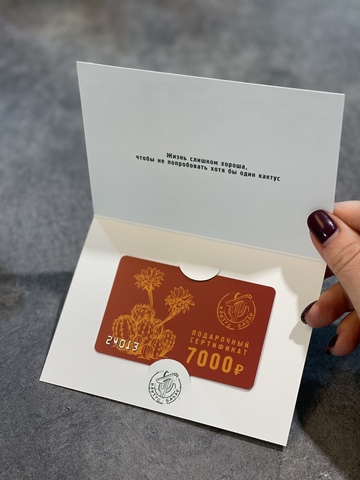 Жизнь слишком хороша,
чтобы не попробовать хотя бы один кактус
ПОДАРОЧНЫЙ
СЕРТИФИКАТ
7000₽
24013